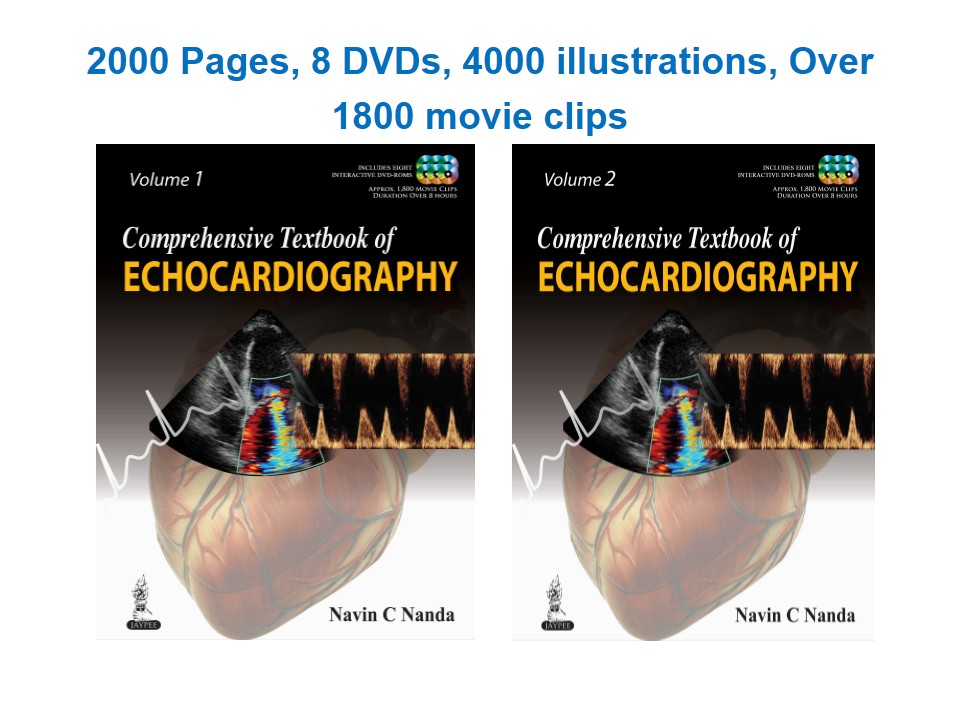 2000 Pages, 8 DVDs, 4000 illustrations, Over
1800 movie clips
Volume 1
INCLUDES EIGHT
INTERACTIVE DVD-ROMS
APPROX. 1,800 MOVIE CLIPS
DURATION OVER 8 HOURS
Comprehensive Textbook of
ECHOCARDIOGRAPHY
Navin C Nanda
JAYPEE
Volume 2
INCLUDES EIGHT
INTERACTIVE DVD-ROMS
APPROX. 1,800 MOVIE CLIPS
DURATION OVER 8 HOURS
Comprehensive Textbook of
ECHOCARDIOGRAPHY
Navin C Nanda
JAYPEE